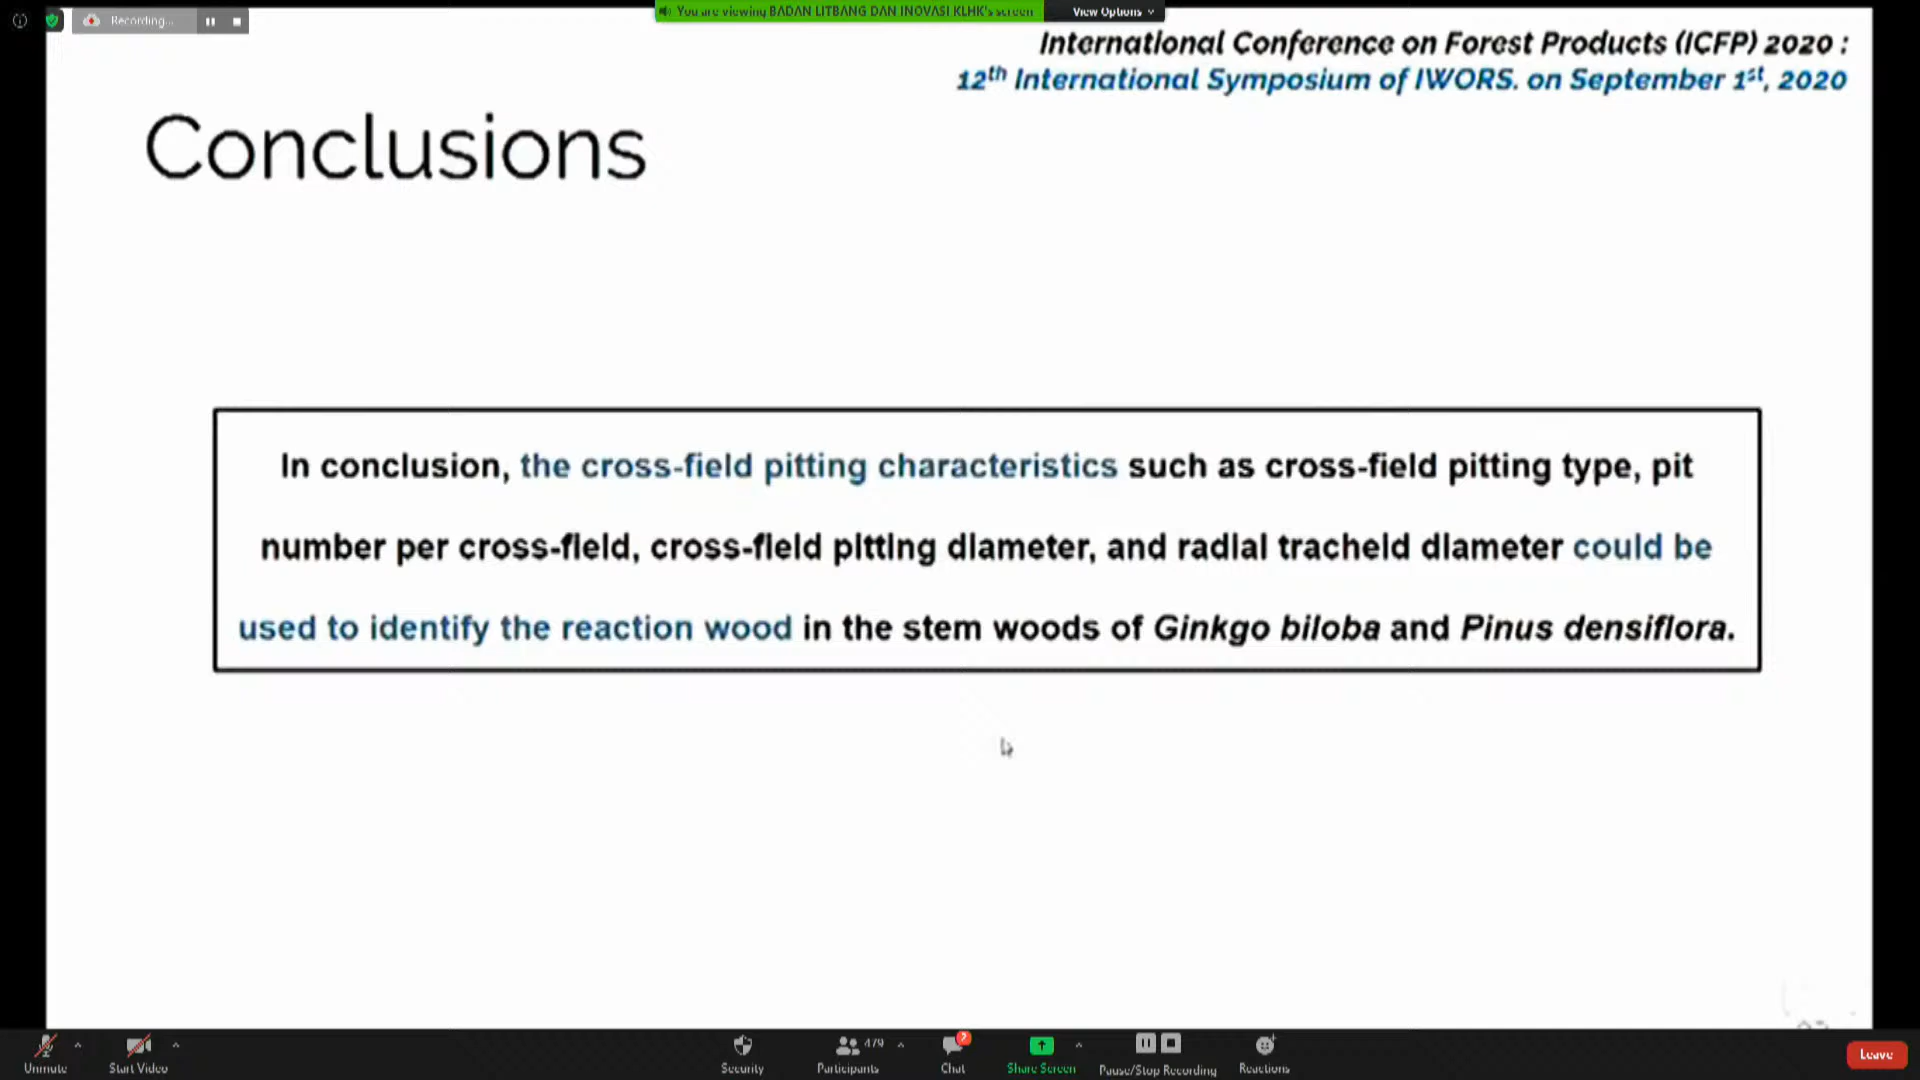 Recording...
You are viewing BADAN LITBANG DAN INOVASI KLHK's screen
View Options
International Conference on Forest Products (ICFP) 2020 :
12th International Symposium of IWORS. on September 1st, 2020
Conclusions
In conclusion, the cross-field pitting characteristics such as cross-field pitting type, pit
number per cross-field, cross-field pitting diameter, and radial tracheid diameter could be
used to identify the reaction wood in the stem woods of Ginkgo biloba and Pinus densiflora.
Unmute
Start Video
Security
Participants
479
Chat
Share Screen
Pause/Stop Recording
Reactions
Leave